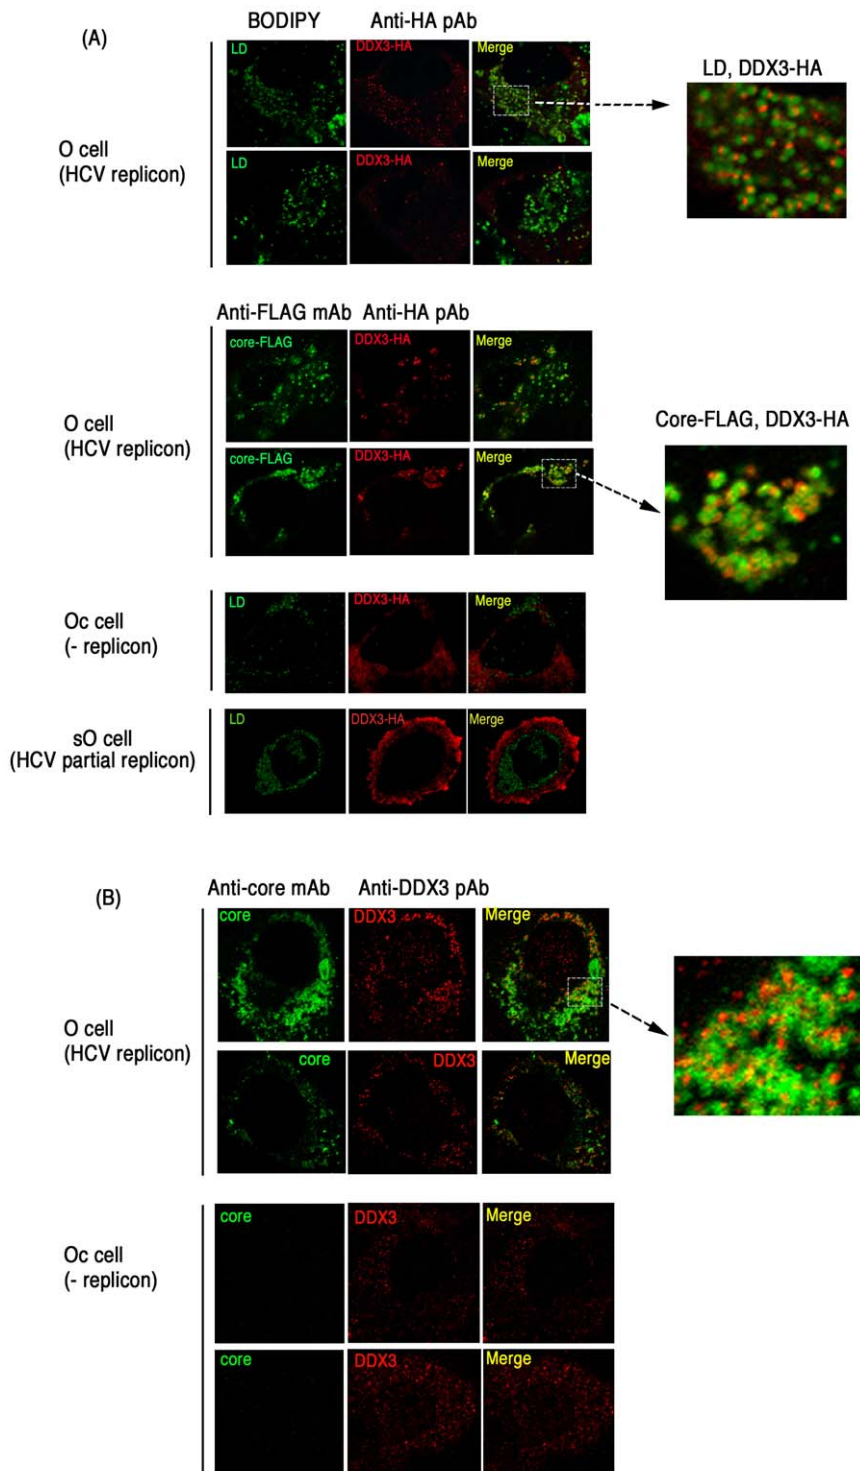 (A)
BODIPY Anti-HA pAb
LD DDX3-HA Merge
LD, DDX3-HA
O cell
(HCV replicon)
LD DDX3-HA Merge
Anti-FLAG mAb Anti-HA pAb
core-FLAG DDX3-HA Merge
O cell
(HCV replicon)
Core-FLAG, DDX3-HA
core-FLAG DDX3-HA Merge
LD DDX3-HA Merge
Oc cell
(- replicon)
LD DDX3-HA Merge
sO cell
(HCV partial replicon)
(B)
Anti-core mAb Anti-DDX3 pAb
core DDX3 Merge
O cell
(HCV replicon)
core DDX3 Merge
core DDX3 Merge
Oc cell
(- replicon)
core DDX3 Merge